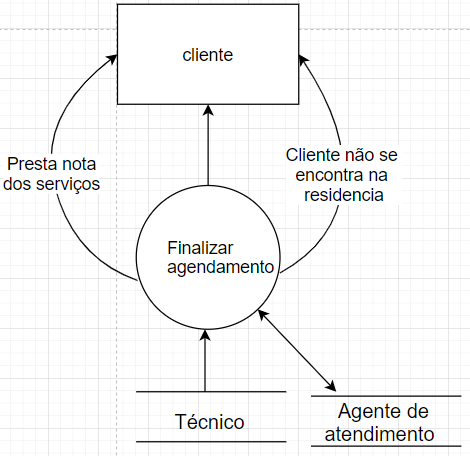 cliente
Presta nota
dos serviços
Cliente não se
encontra na
residencia
Finalizar
agendamento
Técnico
Agente de
atendimento